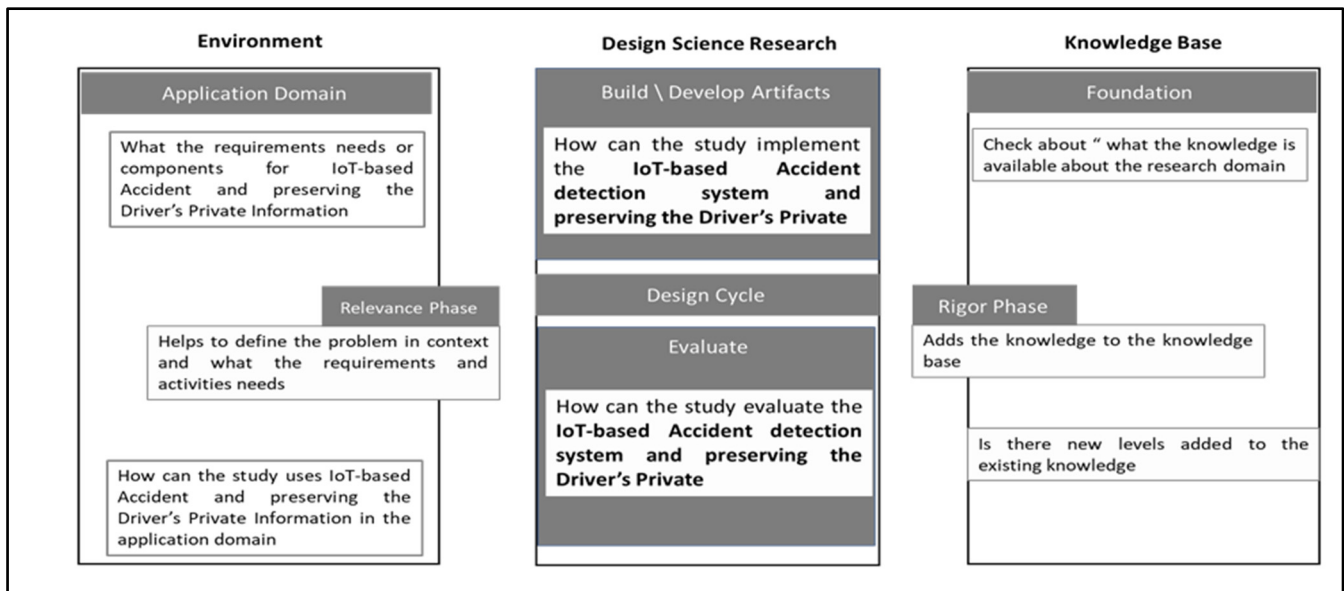 Environment
Application Domain
What the requirements needs or
components for IoT-based
Accident and preserving the
Driver's Private Information
Relevance Phase
Helps to define the problem in context
and what the requirements and
activities needs
How can the study uses IoT-based
Accident and preserving the
Driver's Private Information in the
application domain
Design Science Research
Build \ Develop Artifacts
How can the study implement
the IoT-based Accident
detection system and
preserving the Driver's Private
Design Cycle
Evaluate
How can the study evaluate the
IoT-based Accident detection
system and preserving the
Driver's Private
Knowledge Base
Foundation
Check about “ what the knowledge is
available about the research domain
Rigor Phase
Adds the knowledge to the knowledge
base
Is there new levels added to the
existing knowledge